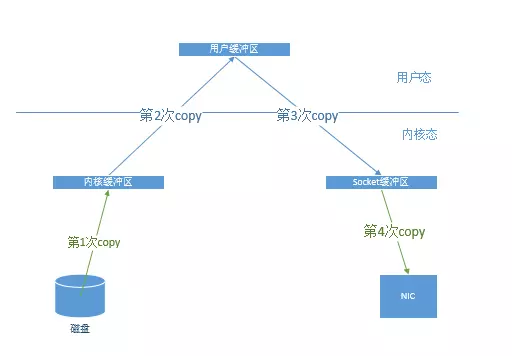 用户缓冲区
用户态
第2次copy
第3次copy
内核态
内核缓冲区
Socket缓冲区
第1次copy
第4次copy
NIC
磁盘